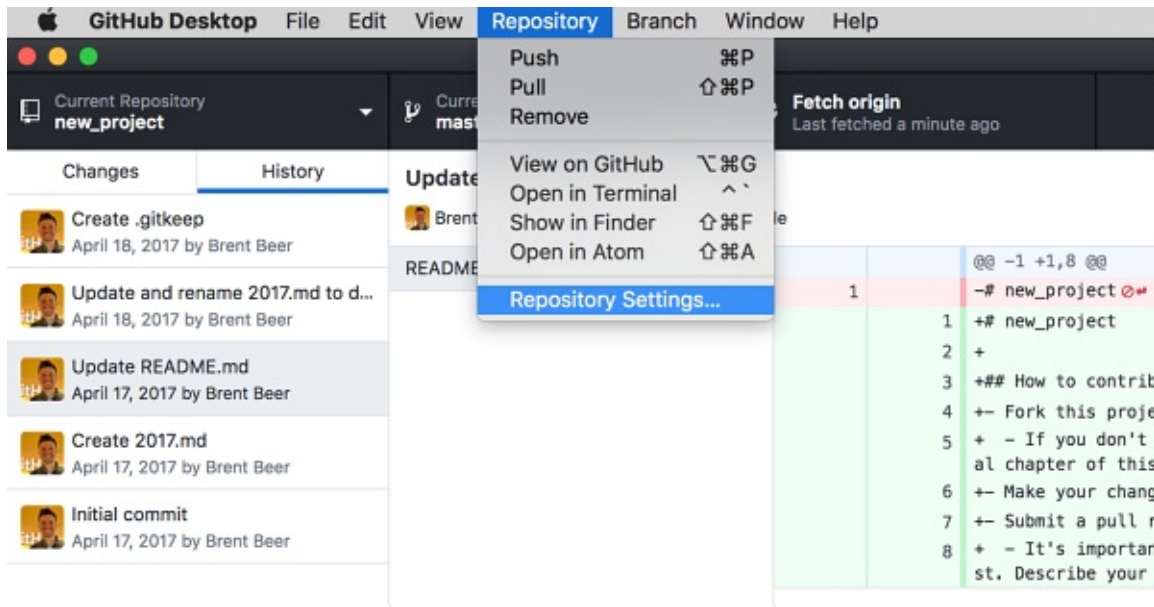 GitHub Desktop File Edit View Repository Branch Window Help
Current Repository
new_project
Curre
mast
Fetch origin
Last fetched a minute ago
Push ⌘P
Pull ⇧⌘P
Remove
View on GitHub ⌥⌘G
Open in Terminal ⌃`
Show in Finder ⇧⌘F
Open in Atom ⇧⌘A
Repository Settings...
Changes History
Create .gitkeep
April 18, 2017 by Brent Beer
Update and rename 2017.md to d...
April 18, 2017 by Brent Beer
Update README.md
April 17, 2017 by Brent Beer
Create 2017.md
April 17, 2017 by Brent Beer
Initial commit
April 17, 2017 by Brent Beer
Update
Brent
README
@@ -1 +1,8 @@
1 -# new_project
1 +# new_project
2 +
3 +## How to contrib
4 +- Fork this proje
5 + - If you don't
al chapter of this
6 +- Make your chang
7 +- Submit a pull r
8 + - It's importan
st. Describe your